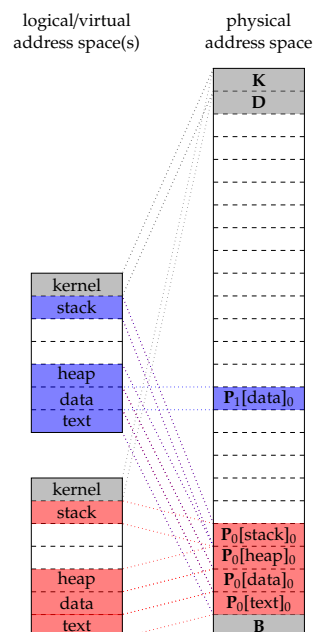 logical/virtual
address space(s)
physical
address space
K
D
kernel
stack
heap
data
text
P₁[data]₀
kernel
stack
heap
data
text
P₀[stack]₀
P₀[heap]₀
P₀[data]₀
P₀[text]₀
B